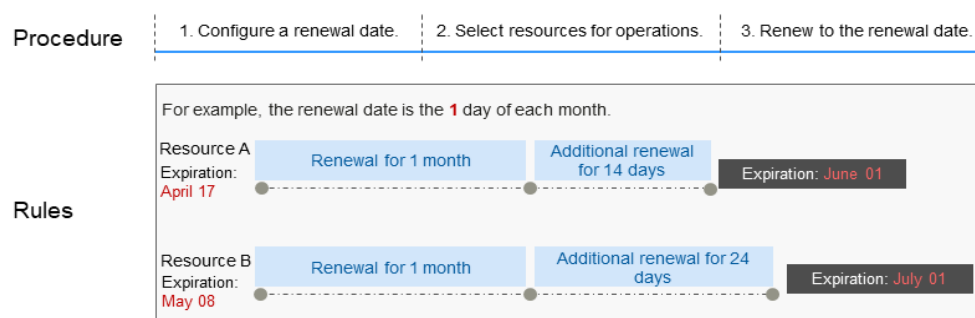 Procedure
1. Configure a renewal date.
2. Select resources for operations.
3. Renew to the renewal date.
Rules
For example, the renewal date is the 1 day of each month.
Resource A
Expiration:
April 17
Renewal for 1 month
Additional renewal
for 14 days
Expiration: June 01
Resource B
Expiration:
May 08
Renewal for 1 month
Additional renewal for 24
days
Expiration: July 01